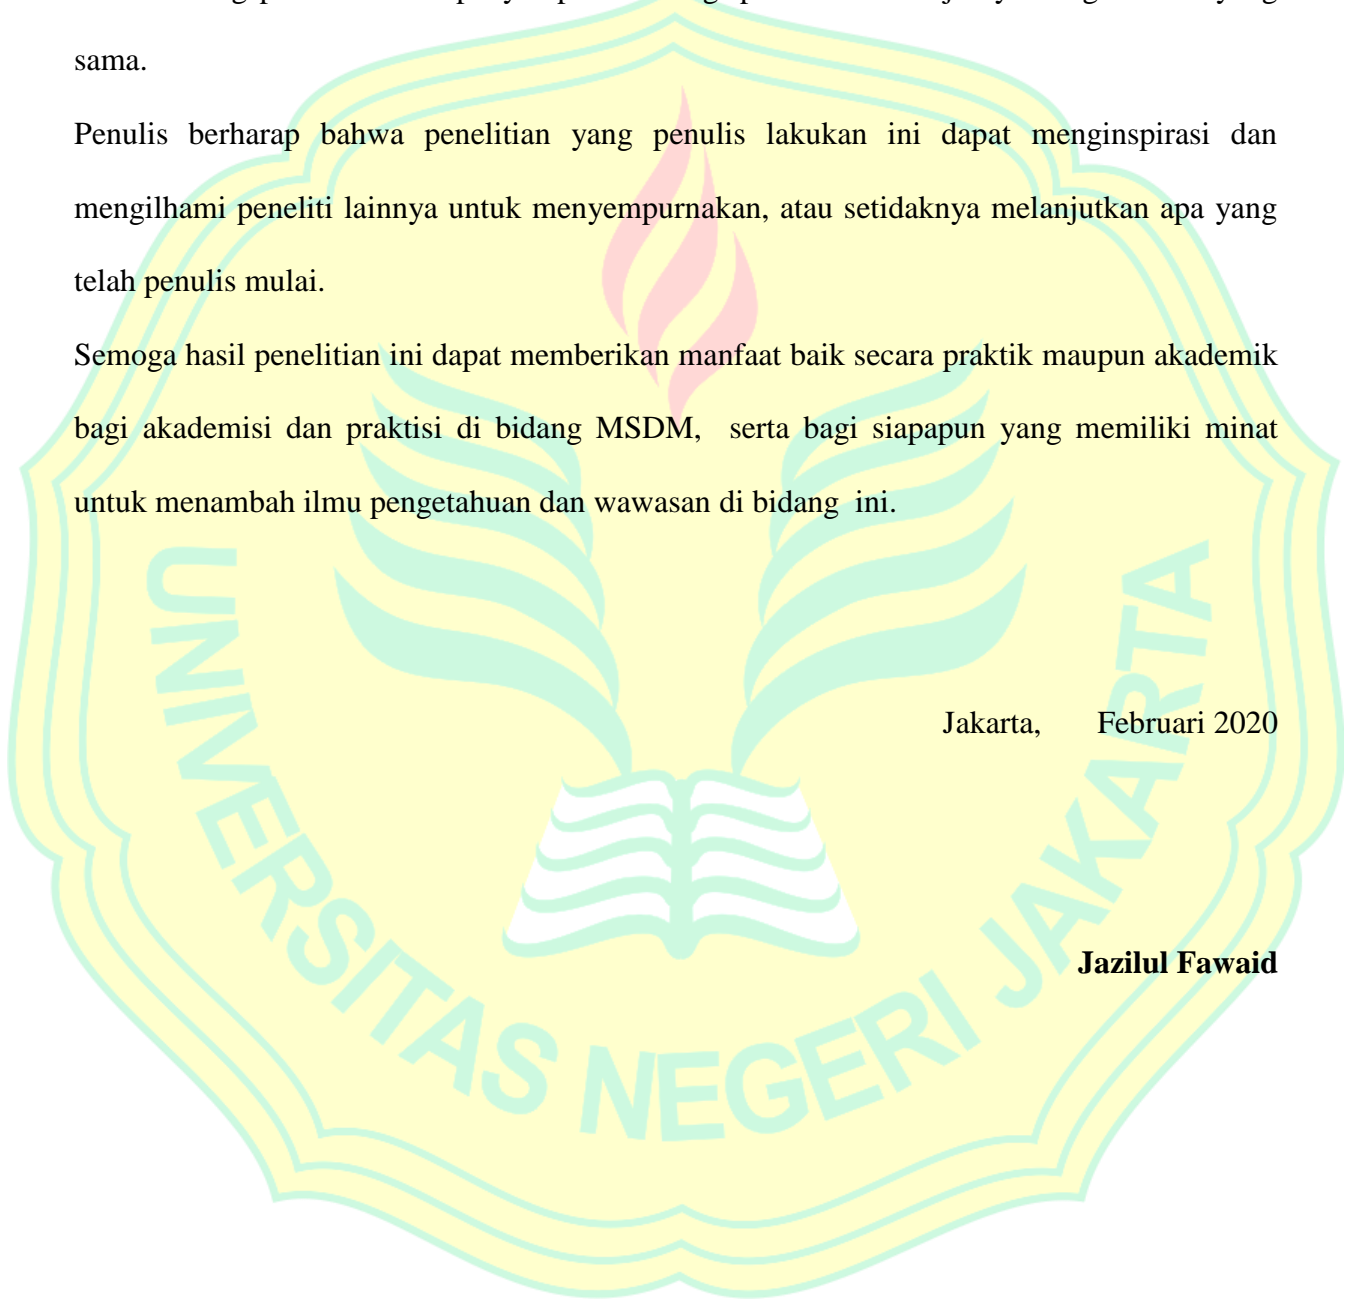 sama.
Penulis berharap bahwa penelitian yang penulis lakukan ini dapat menginspirasi dan
mengilhami peneliti lainnya untuk menyempurnakan, atau setidaknya melanjutkan apa yang
telah penulis mulai.
Semoga hasil penelitian ini dapat memberikan manfaat baik secara praktik maupun akademik
bagi akademisi dan praktisi di bidang MSDM, serta bagi siapapun yang memiliki minat
untuk menambah ilmu pengetahuan dan wawasan di bidang ini.
Jakarta, Februari 2020
Jazilul Fawaid
UNIVERSITAS NEGERI JAKARTA